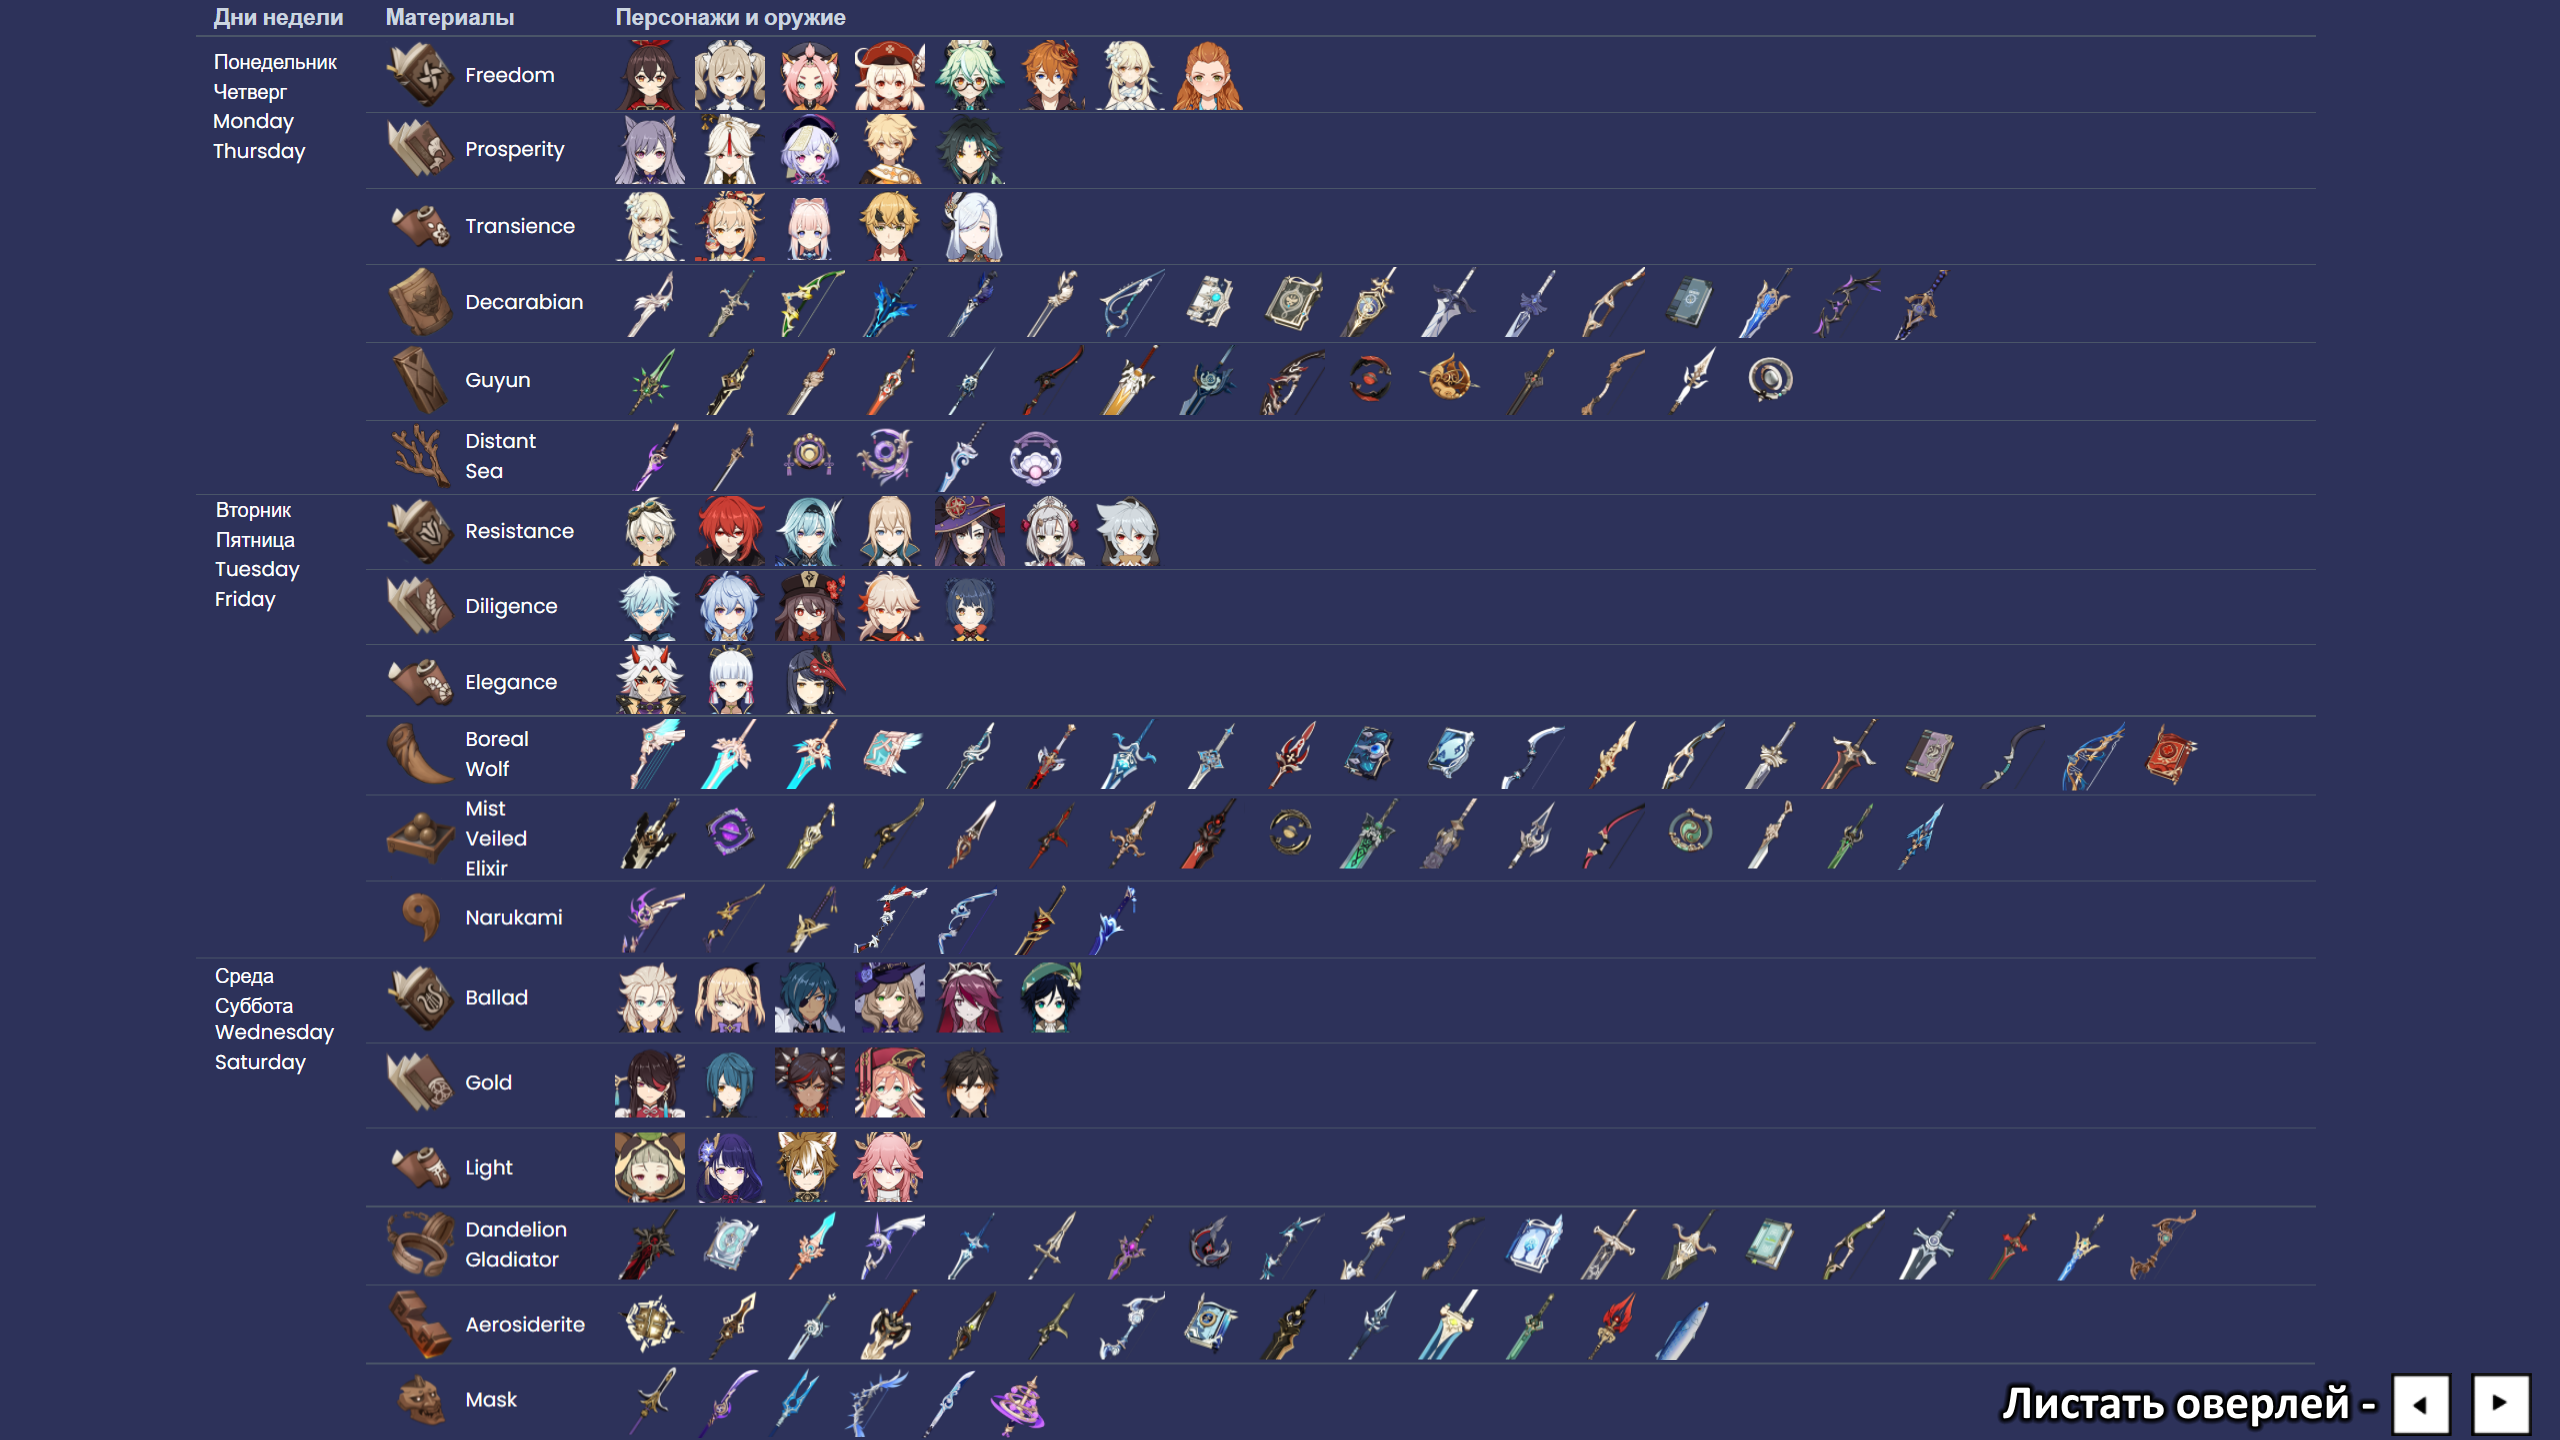 Дни недели
Материалы
Персонажи и оружие
Понедельник
Четверг
Monday
Thursday
Freedom
Prosperity
Transience
Decarabian
Guyun
Distant
Sea
Вторник
Пятница
Tuesday
Friday
Resistance
Diligence
Elegance
Boreal
Wolf
Mist
Veiled
Elixir
Narukami
Среда
Суббота
Wednesday
Saturday
Ballad
Gold
Light
Dandelion
Gladiator
Aerosiderite
Mask
Листать оверлей -